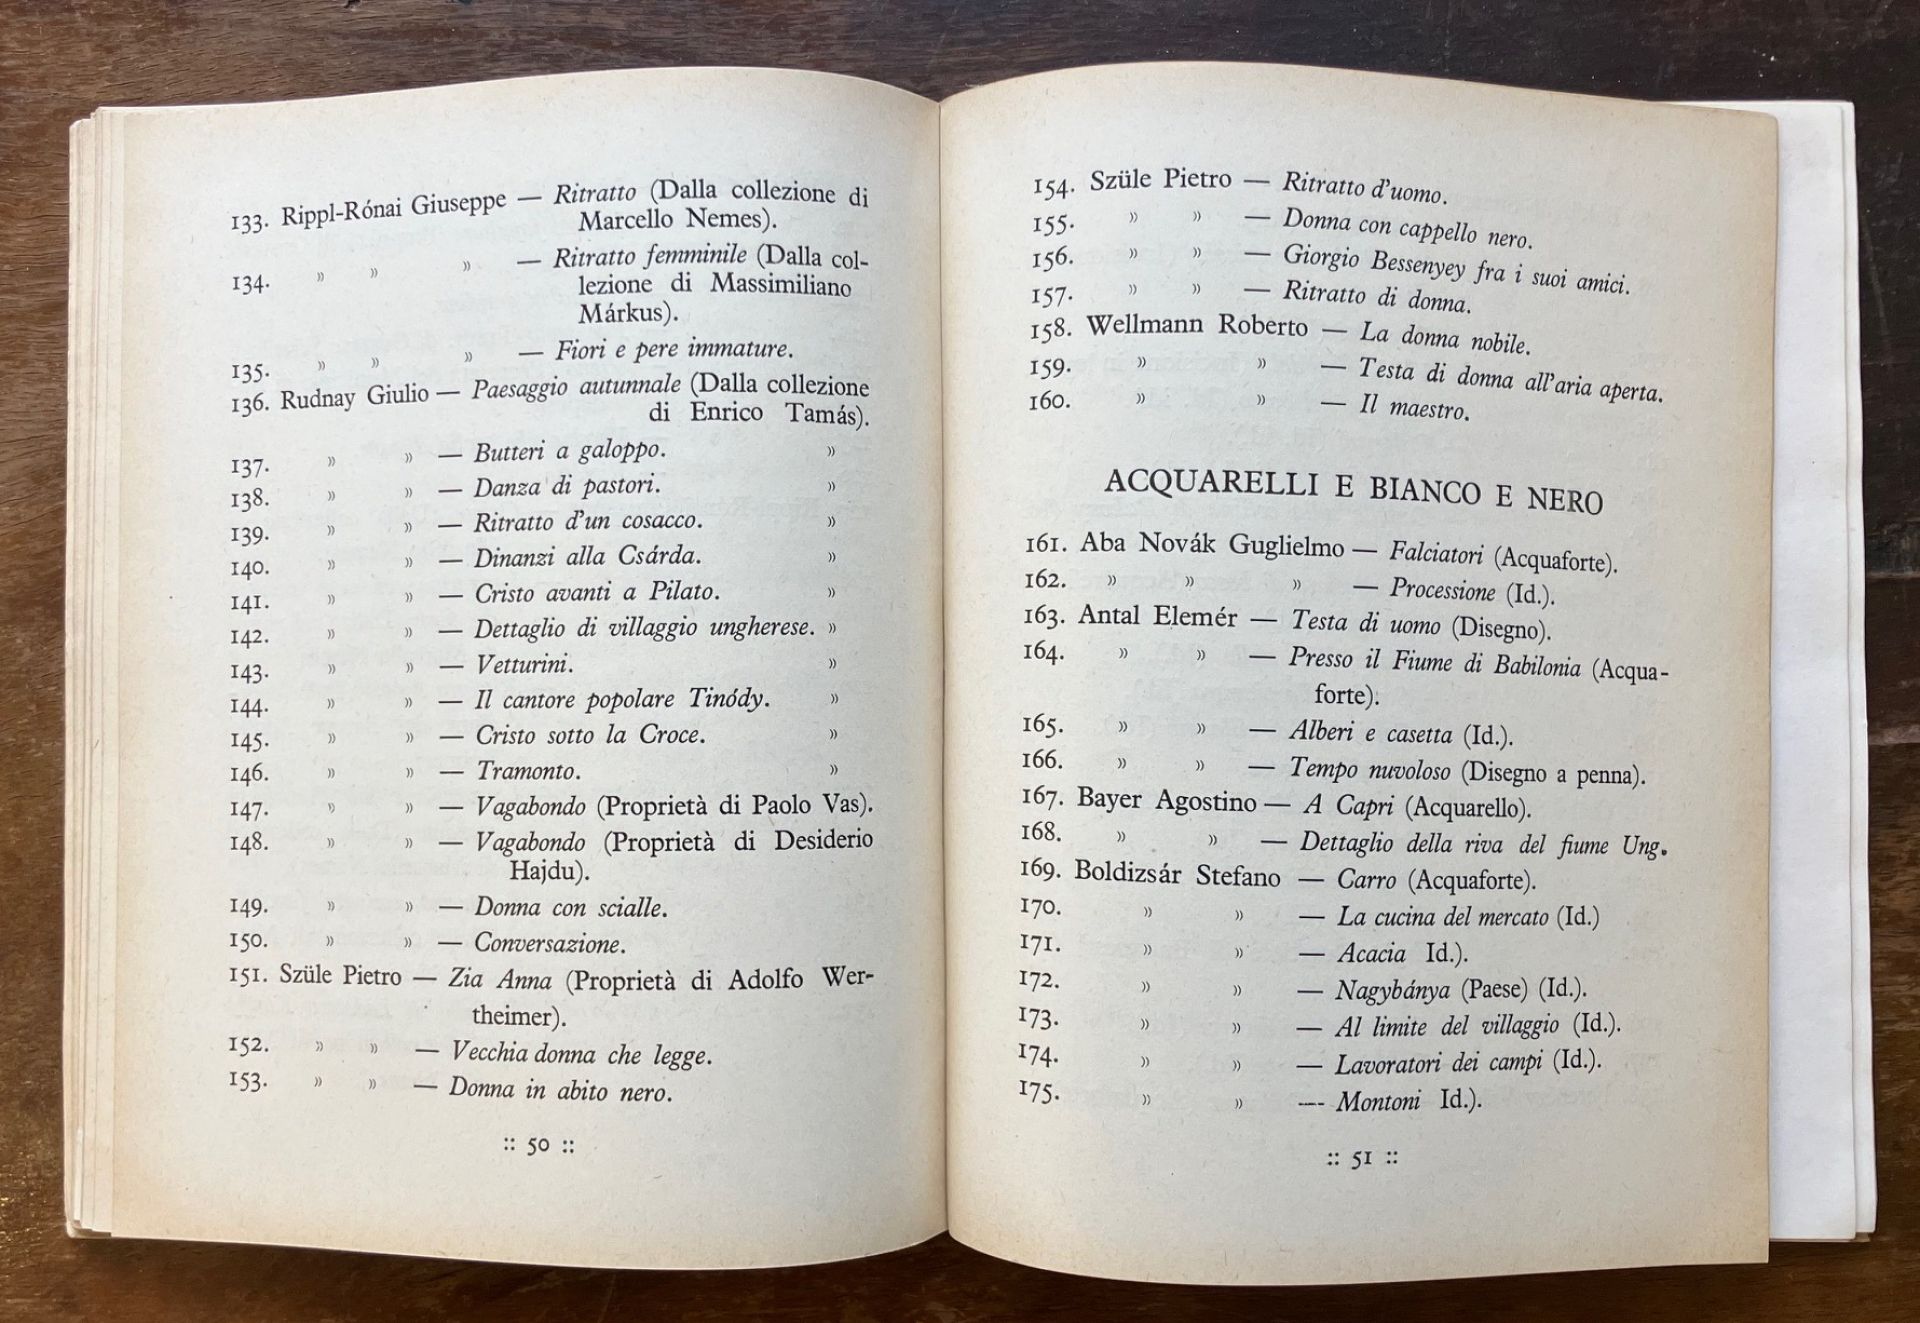 133. Rippl-Rónai Giuseppe — Ritratto (Dalla collezione di
Marcello Nemes).
134. » » » — Ritratto femminile (Dalla col-
lezione di Massimiliano
Márkus).
135. » » » — Fiori e pere immature.
136. Rudnay Giulio — Paesaggio autunnale (Dalla collezione
di Enrico Tamás).
137. » » — Butteri a galoppo. »
138. » » — Danza di pastori. »
139. » » — Ritratto d'un cosacco. »
140. » » — Dinanzi alla Csárda. »
141. » » — Cristo avanti a Pilato. »
142. » » — Dettaglio di villaggio ungherese. »
143. » » — Vetturini. »
144. » » — Il cantore popolare Tinódy. »
145. » » — Cristo sotto la Croce. »
146. » » — Tramonto. »
147. » » — Vagabondo (Proprietà di Paolo Vas).
148. » » — Vagabondo (Proprietà di Desiderio
Hajdu).
149. » » — Donna con scialle.
150. » » — Conversazione.
151. Szüle Pietro — Zia Anna (Proprietà di Adolfo Wer-
theimer).
152. » » — Vecchia donna che legge.
153. » » — Donna in abito nero.
:: 50 ::
154. Szüle Pietro — Ritratto d'uomo.
155. » » — Donna con cappello nero.
156. » » — Giorgio Bessenyey fra i suoi amici.
157. » » — Ritratto di donna.
158. Wellmann Roberto — La donna nobile.
159. » » — Testa di donna all'aria aperta.
160. » » — Il maestro.
ACQUARELLI E BIANCO E NERO
161. Aba Novák Guglielmo — Falciatori (Acquaforte).
162. » » » — Processione (Id.).
163. Antal Elemér — Testa di uomo (Disegno).
164. » » — Presso il Fiume di Babilonia (Acqua-
forte).
165. » » — Alberi e casetta (Id.).
166. » » — Tempo nuvoloso (Disegno a penna).
167. Bayer Agostino — A Capri (Acquarello).
168. » » — Dettaglio della riva del fiume Ung.
169. Boldizsár Stefano — Carro (Acquaforte).
170. » » — La cucina del mercato (Id.)
171. » » — Acacia Id.).
172. » » — Nagybánya (Paese) (Id.).
173. » » — Al limite del villaggio (Id.).
174. » » — Lavoratori dei campi (Id.).
175. » » — Montoni Id.).
:: 51 ::